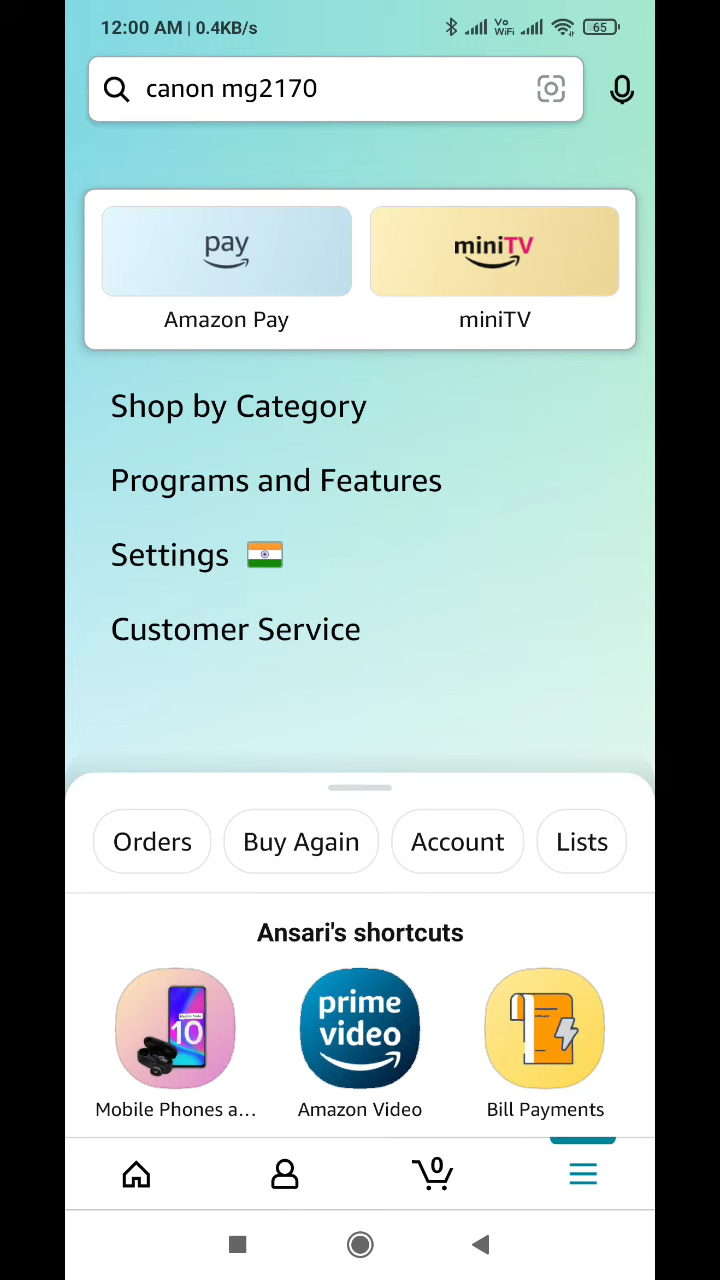 12:00 AM | 0.4KB/s Vo WiFi 65
canon mg2170
pay
miniTV
Amazon Pay
miniTV
Shop by Category
Programs and Features
Settings
Customer Service
Orders
Buy Again
Account
Lists
Ansari's shortcuts
10
prime video
Mobile Phones a...
Amazon Video
Bill Payments
0